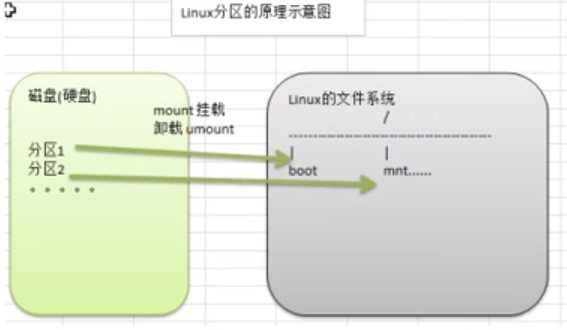 Linux分区的原理示意图
磁盘(硬盘)
mount 挂载
卸载 umount
分区1
分区2
。。。。。
Linux的文件系统
/
------------------------------------------------
| |
boot mnt......